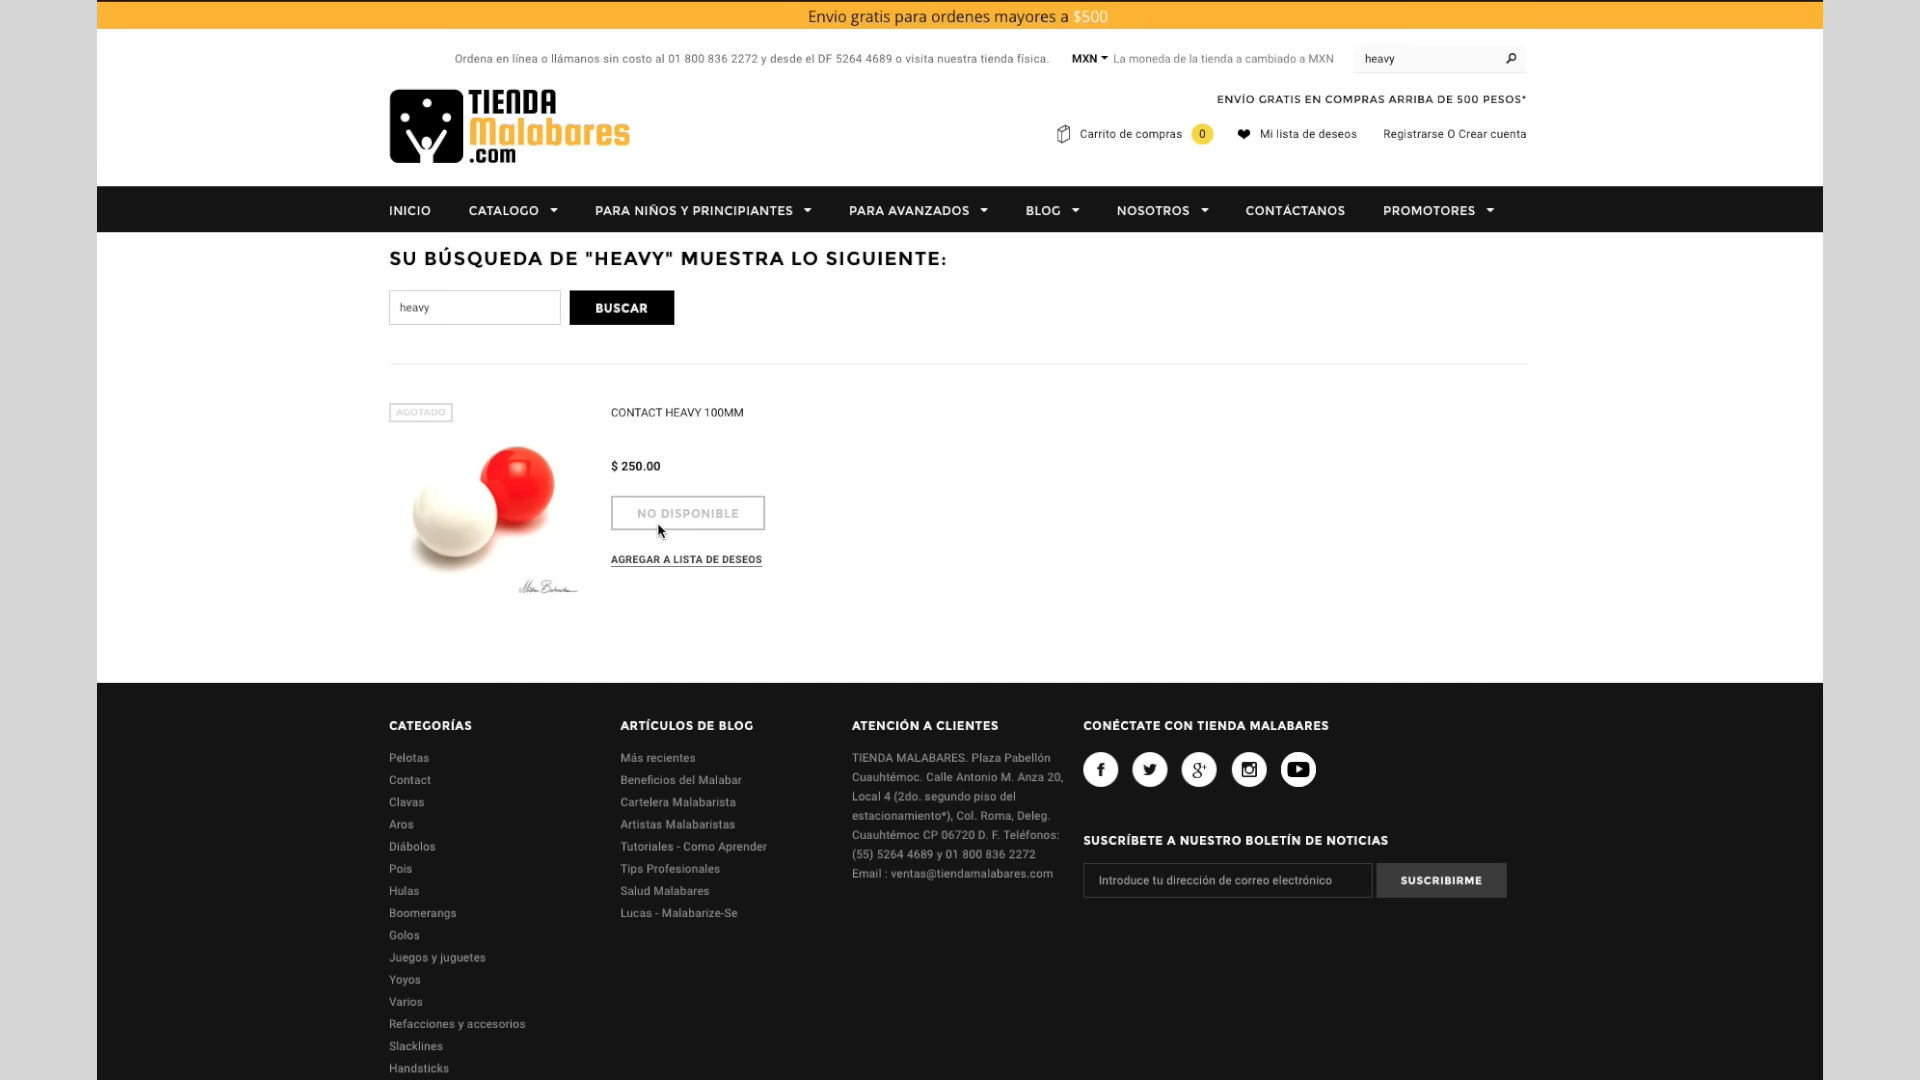 Envio gratis para ordenes mayores a $500
Ordena en línea o llámanos sin costo al 01 800 836 2272 y desde el DF 5264 4689 o visita nuestra tienda física.
MXN La moneda de la tienda a cambiado a MXN
heavy
TIENDA
Malabares
.com
ENVÍO GRATIS EN COMPRAS ARRIBA DE 500 PESOS*
Carrito de compras 0 Mi lista de deseos Registrarse O Crear cuenta
INICIO CATALOGO PARA NIÑOS Y PRINCIPIANTES PARA AVANZADOS BLOG NOSOTROS CONTÁCTANOS PROMOTORES
SU BÚSQUEDA DE "HEAVY" MUESTRA LO SIGUIENTE:
heavy BUSCAR
AGOTADO
CONTACT HEAVY 100MM
$ 250.00
NO DISPONIBLE
AGREGAR A LISTA DE DESEOS
CATEGORÍAS
Pelotas
Contact
Clavas
Aros
Diábolos
Pois
Hulas
Boomerangs
Golos
Juegos y juguetes
Yoyos
Varios
Refacciones y accesorios
Slacklines
Handsticks
ARTÍCULOS DE BLOG
Más recientes
Beneficios del Malabar
Cartelera Malabarista
Artistas Malabaristas
Tutoriales - Como Aprender
Tips Profesionales
Salud Malabares
Lucas - Malabarize-Se
ATENCIÓN A CLIENTES
TIENDA MALABARES. Plaza Pabellón
Cuauhtémoc. Calle Antonio M. Anza 20,
Local 4 (2do. segundo piso del
estacionamiento*), Col. Roma, Deleg.
Cuauhtémoc CP 06720 D. F. Teléfonos:
(55) 5264 4689 y 01 800 836 2272
Email : ventas@tiendamalabares.com
CONÉCTATE CON TIENDA MALABARES
SUSCRÍBETE A NUESTRO BOLETÍN DE NOTICIAS
Introduce tu dirección de correo electrónico SUSCRIBIRME